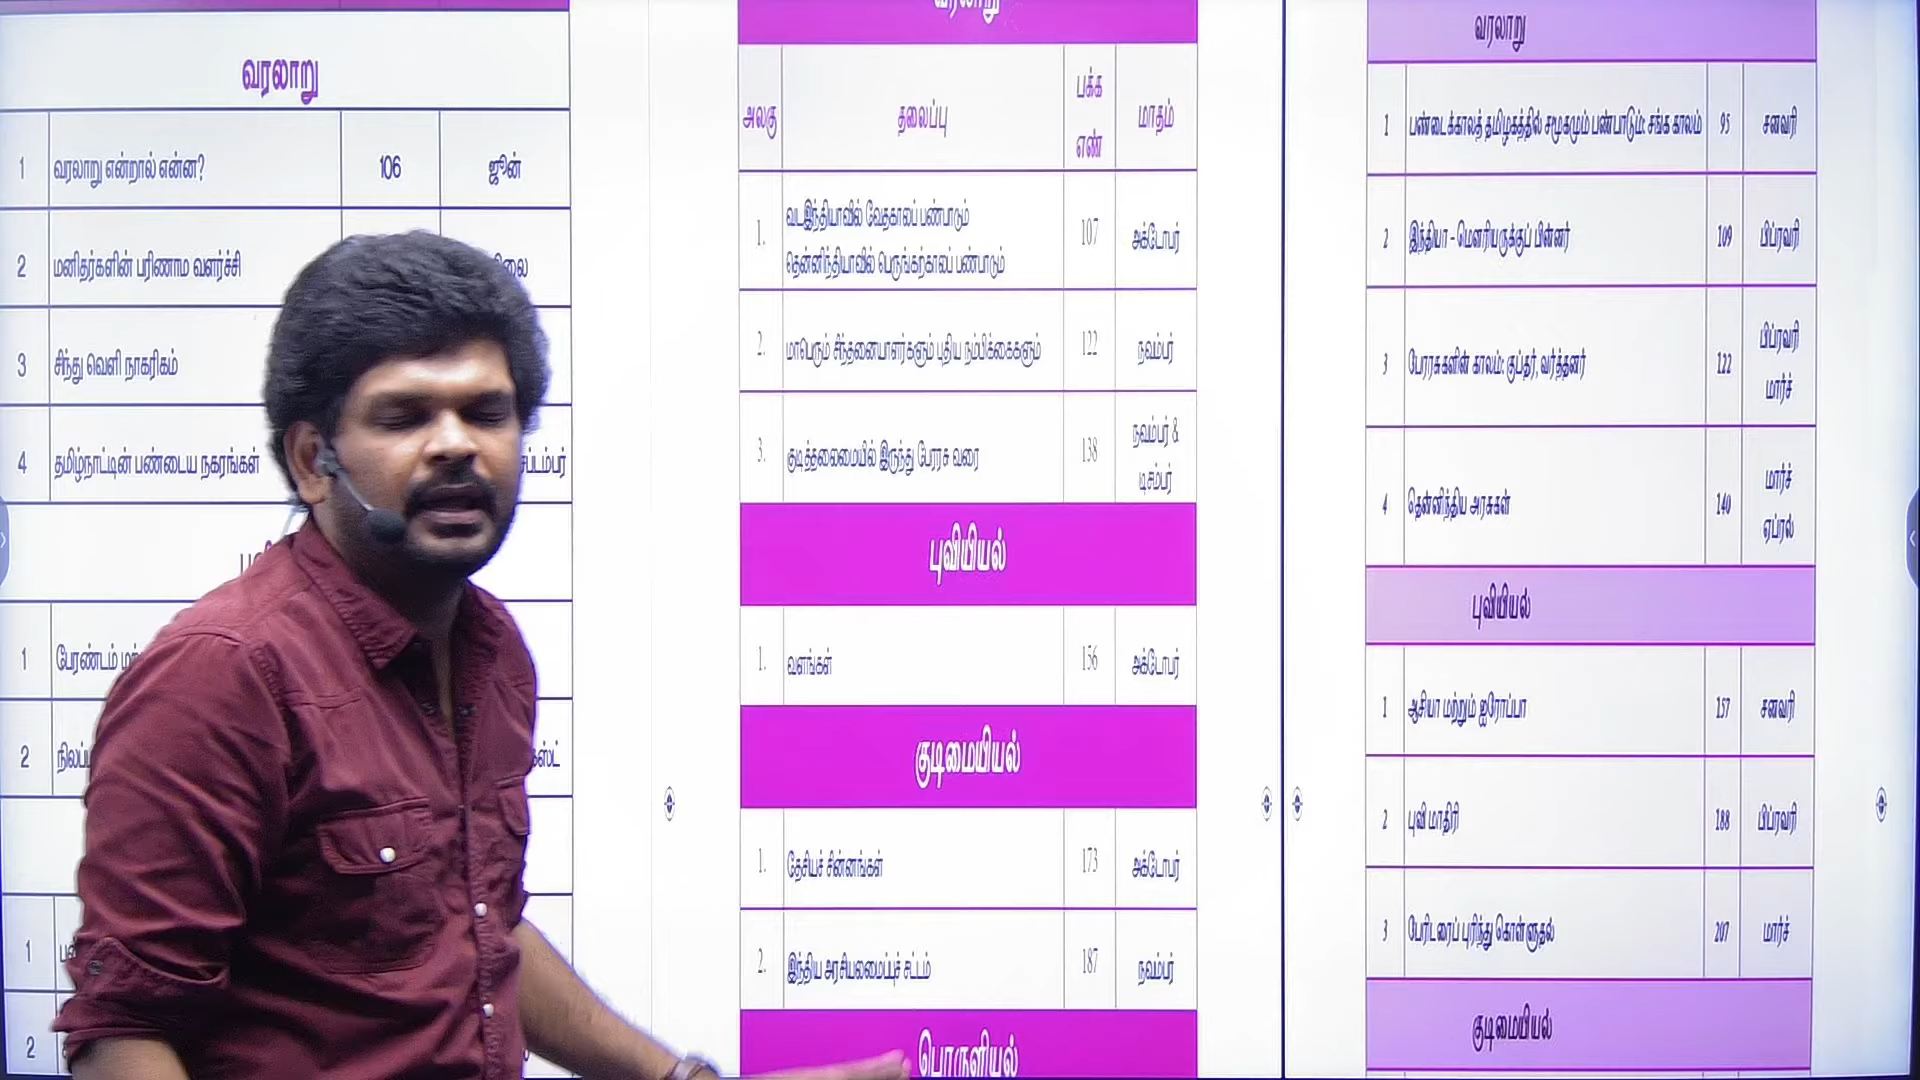 வரலாறு
1 வரலாறு என்றால் என்ன? 106 ஜூன்
2 மனிதர்களின் பரிணாம வளர்ச்சி
3 சிந்து வெளி நாகரிகம்
4 தமிழ்நாட்டின் பண்டைய நகரங்கள்
1 பேரண்டம்
2
1
2
வரலாறு
அலகு தலைப்பு பக்க எண் மாதம்
1. வடஇந்தியாவில் வேதகாலப் பண்பாடும் 107 அக்டோபர்
தென்னிந்தியாவில் பெருங்கற்காலப் பண்பாடும்
2. மாபெரும் சிந்தனையாளர்களும் புதிய நம்பிக்கைகளும் 122 நவம்பர்
3. குடித்தலைமையில் இருந்து பேரரசு வரை 138 நவம்பர் &
டிசம்பர்
புவியியல்
1. வளங்கள் 156 அக்டோபர்
குடிமையியல்
1. தேசியச் சின்னங்கள் 173 அக்டோபர்
2. இந்திய அரசியலமைப்புச் சட்டம் 187 நவம்பர்
பொருளியல்
வரலாறு
1 பண்டைக்காலத் தமிழகத்தில் சமூகமும் பண்பாடும்: சங்க காலம் 95 சனவரி
2 இந்தியா - மௌரியருக்குப் பின்னர் 109 பிப்ரவரி
3 பேரரசுகளின் காலம்: குப்தர், வர்த்தனர் 122 பிப்ரவரி
மார்ச்
4 தென்னிந்திய அரசுகள் 140 மார்ச்
ஏப்ரல்
புவியியல்
1 ஆசியா மற்றும் ஐரோப்பா 157 சனவரி
2 புவி மாதிரி 188 பிப்ரவரி
3 பேரிடரைப் புரிந்து கொள்ளுதல் 207 மார்ச்
குடிமையியல்